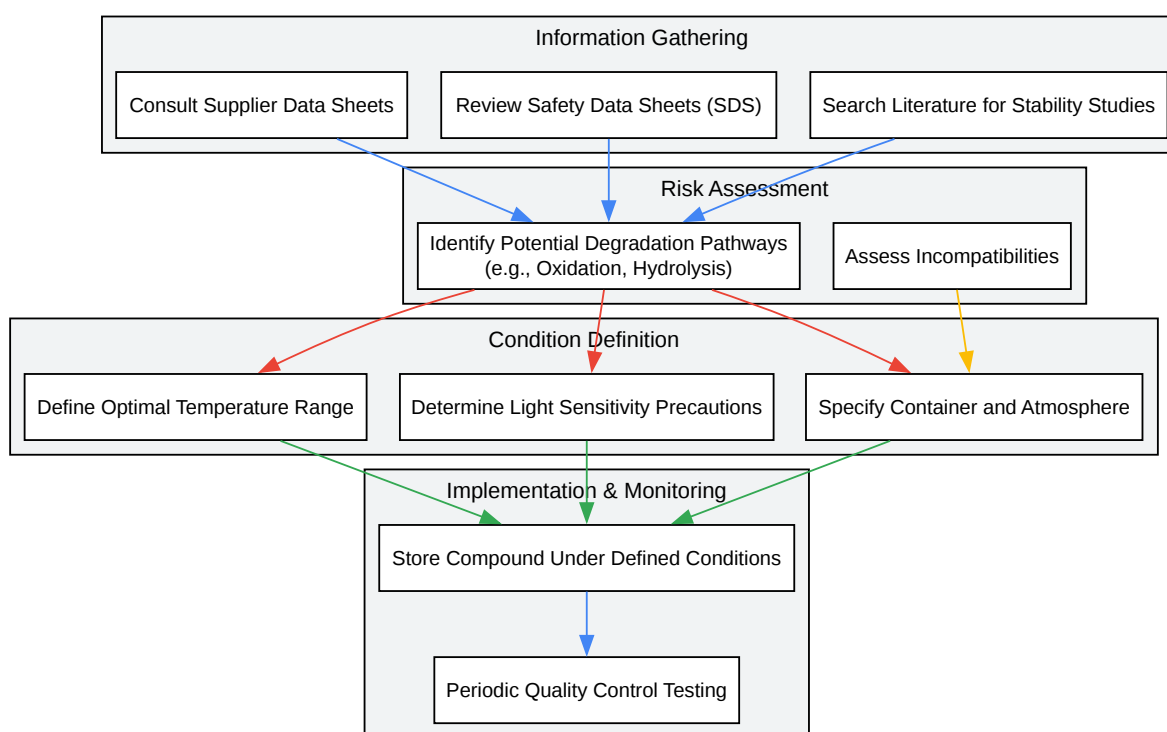 Information Gathering
Consult Supplier Data Sheets
Review Safety Data Sheets (SDS)
Search Literature for Stability Studies
Risk Assessment
Identify Potential Degradation Pathways
(e.g., Oxidation, Hydrolysis)
Assess Incompatibilities
Condition Definition
Define Optimal Temperature Range
Determine Light Sensitivity Precautions
Specify Container and Atmosphere
Implementation & Monitoring
Store Compound Under Defined Conditions
Periodic Quality Control Testing